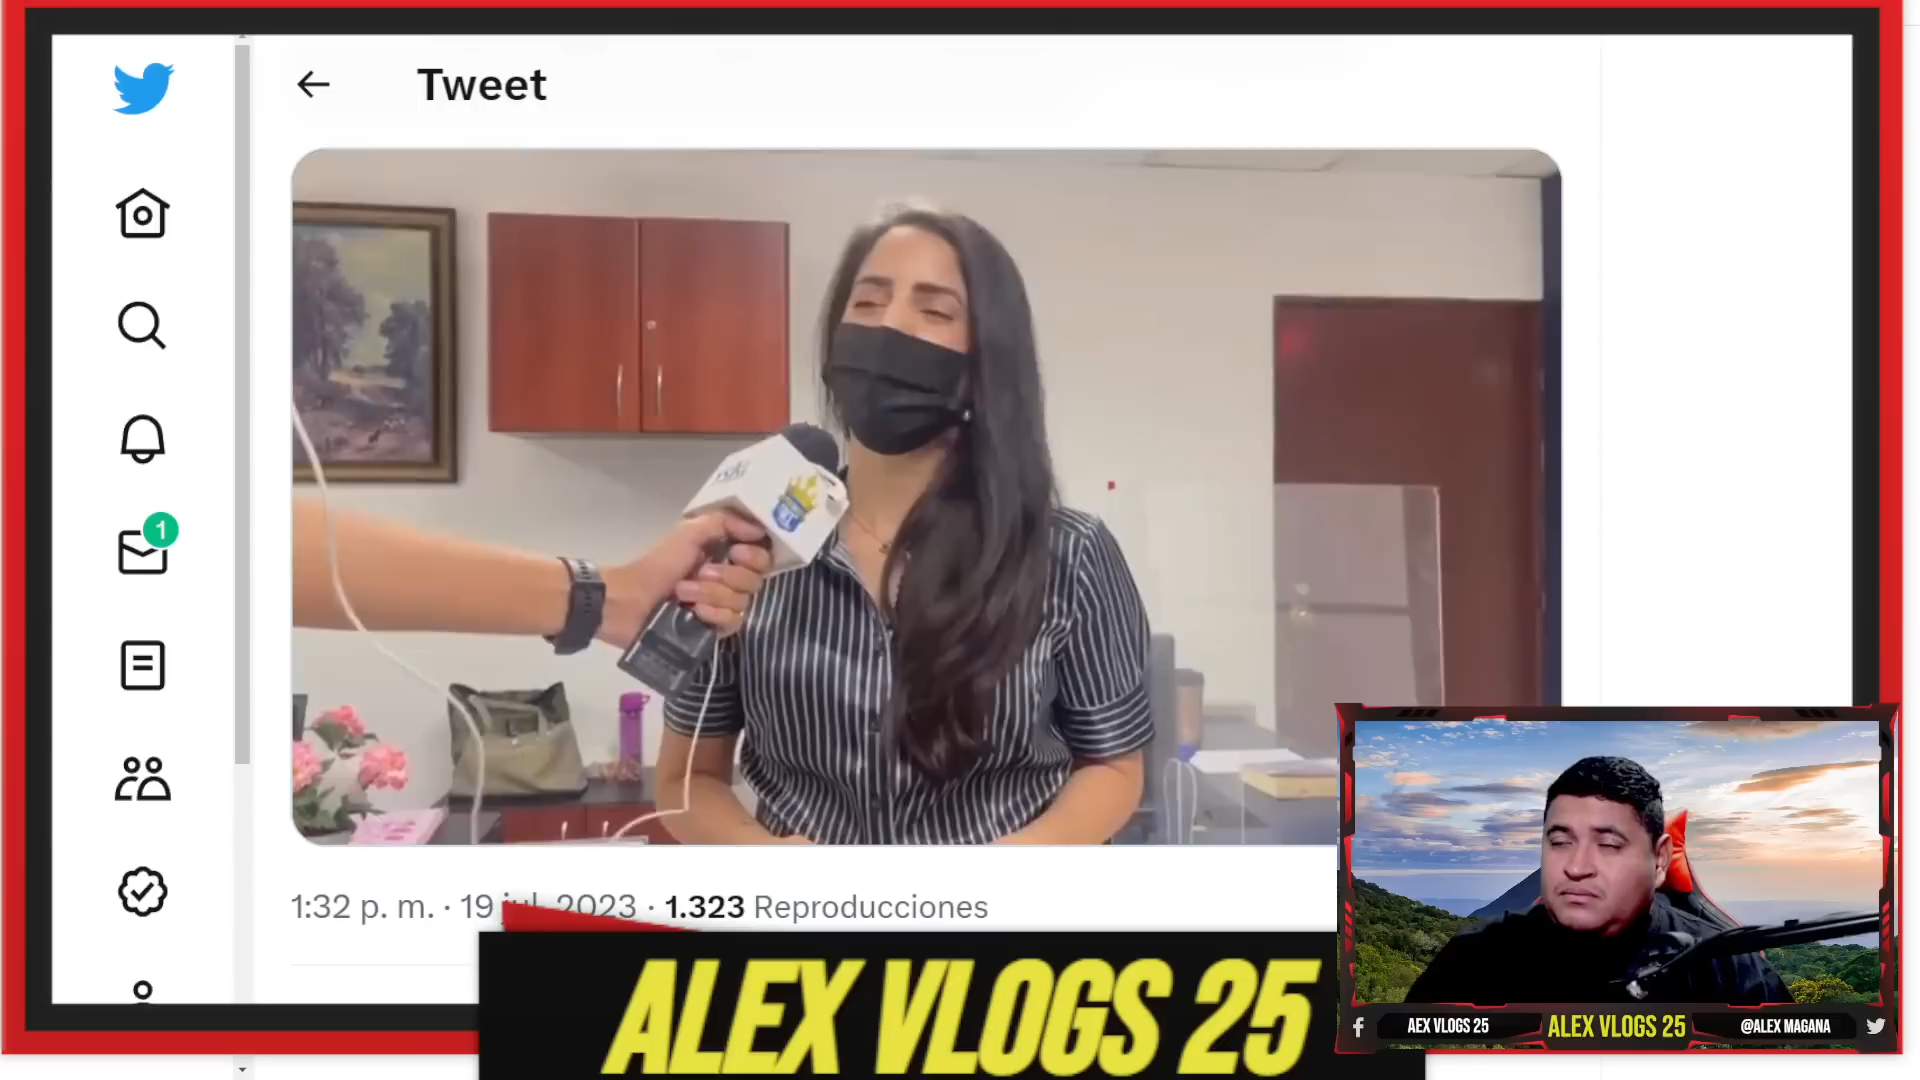 Tweet
1
1:32 p. m. · 19 jul. 2023 · 1.323 Reproducciones
ALEX VLOGS 25
AEX VLOGS 25
ALEX VLOGS 25
@ALEX MAGANA